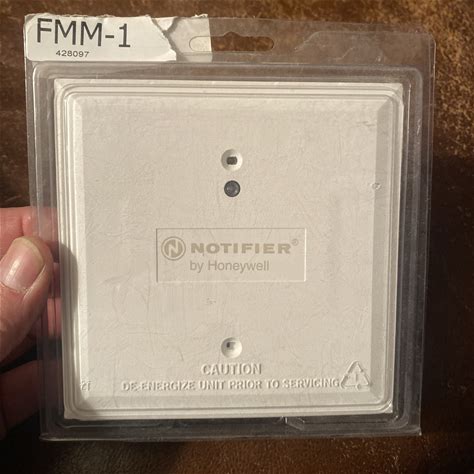 FMM-1
428097
N NOTIFIER®
by Honeywell
CAUTION
DE-ENERGIZE UNIT PRIOR TO SERVICING